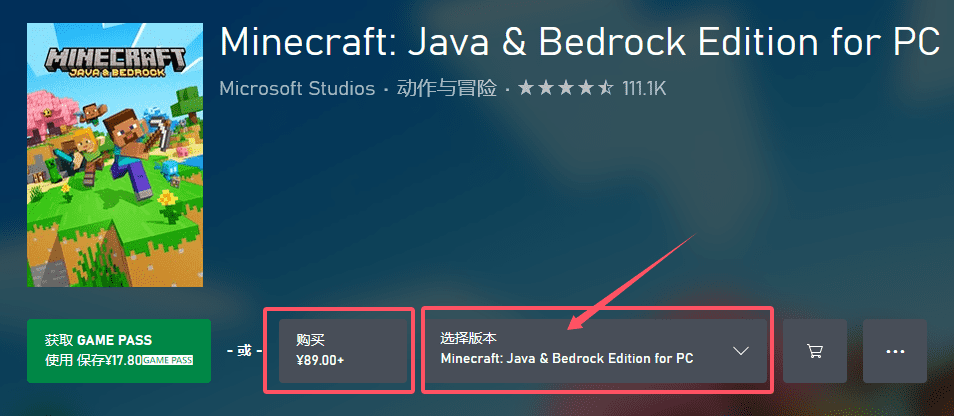 MINECRAFT
JAVA & BEDROCK
Minecraft: Java & Bedrock Edition for PC
Microsoft Studios · 动作与冒险 · 111.1K
获取 GAME PASS
使用 保存¥17.80 GAME PASS
- 或 -
购买
¥89.00+
选择版本
Minecraft: Java & Bedrock Edition for PC